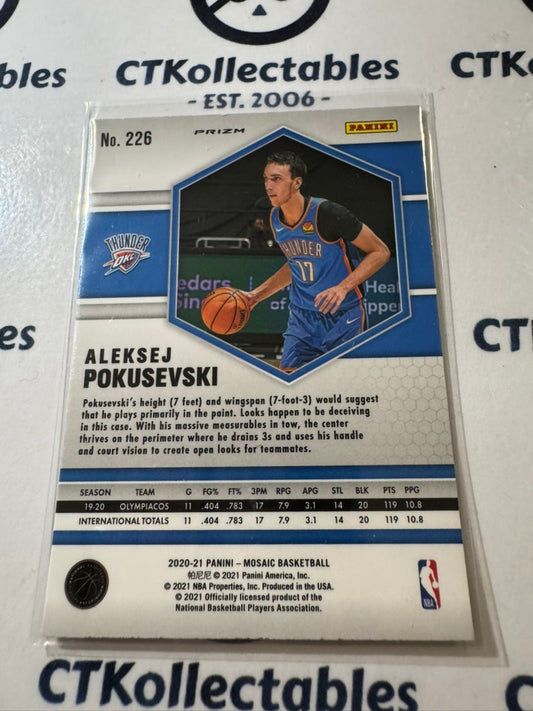 CTKollectables
- EST. 2006 -
No. 226
PRIZM
PANINI
THUNDER
OKC
edars
Sin
Heal
of
pper
THUNDER
17
ALEKSEJ
POKUSEVSKI
Pokusevski's height (7 feet) and wingspan (7-foot-3) would suggest
that he plays primarily in the paint. Looks happen to be deceiving
in this case. With his massive measurables in tow, the center
thrives on the perimeter where he drains 3s and uses his handle
and court vision to create open looks for teammates.
SEASON TEAM G FG% FT% 3PM RPG APG STL BLK PTS PPG
19-20 OLYMPIACOS 11 .404 .783 17 7.9 3.1 14 20 119 10.8
INTERNATIONAL TOTALS 11 .404 .783 17 7.9 3.1 14 20 119 10.8
2020-21 PANINI – MOSAIC BASKETBALL
帕尼尼 © 2021 Panini America, Inc.
© 2021 NBA Properties, Inc. Produced in the USA.
© 2021 Officially licensed product of the
National Basketball Players Association.
NBA
CTKollectables